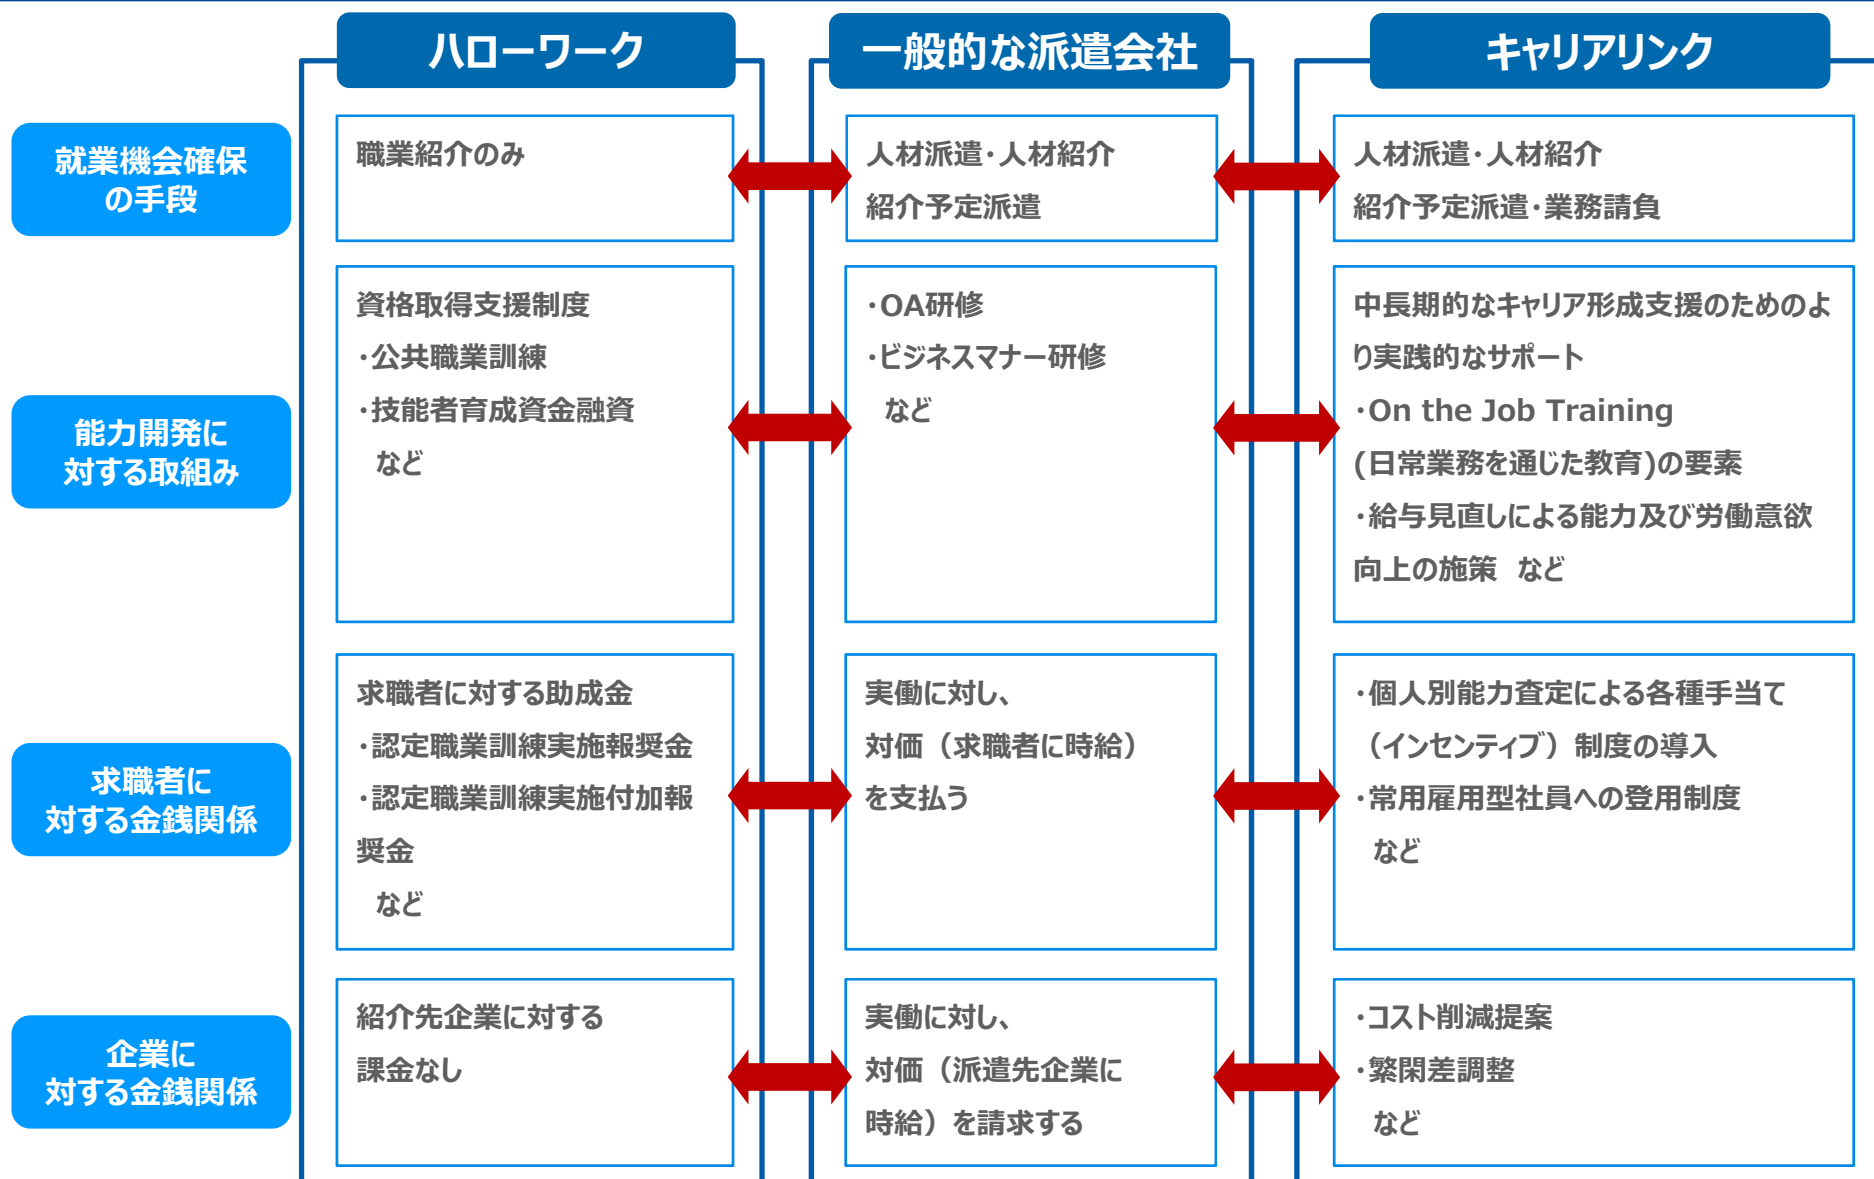 ハローワーク
一般的な派遣会社
キャリアリンク
就業機会確保
の手段
職業紹介のみ
人材派遣・人材紹介
紹介予定派遣
人材派遣・人材紹介
紹介予定派遣・業務請負
能力開発に
対する取組み
資格取得支援制度
・公共職業訓練
・技能者育成資金融資
など
・OA研修
・ビジネスマナー研修
など
中長期的なキャリア形成支援のためのよ
り実践的なサポート
・On the Job Training
(日常業務を通じた教育)の要素
・給与見直しによる能力及び労働意欲
向上の施策 など
求職者に
対する金銭関係
求職者に対する助成金
・認定職業訓練実施報奨金
・認定職業訓練実施付加報
奨金
など
実働に対し、
対価（求職者に時給）
を支払う
・個人別能力査定による各種手当て
（インセンティブ）制度の導入
・常用雇用型社員への登用制度
など
企業に
対する金銭関係
紹介先企業に対する
課金なし
実働に対し、
対価（派遣先企業に
時給）を請求する
・コスト削減提案
・繁閑差調整
など